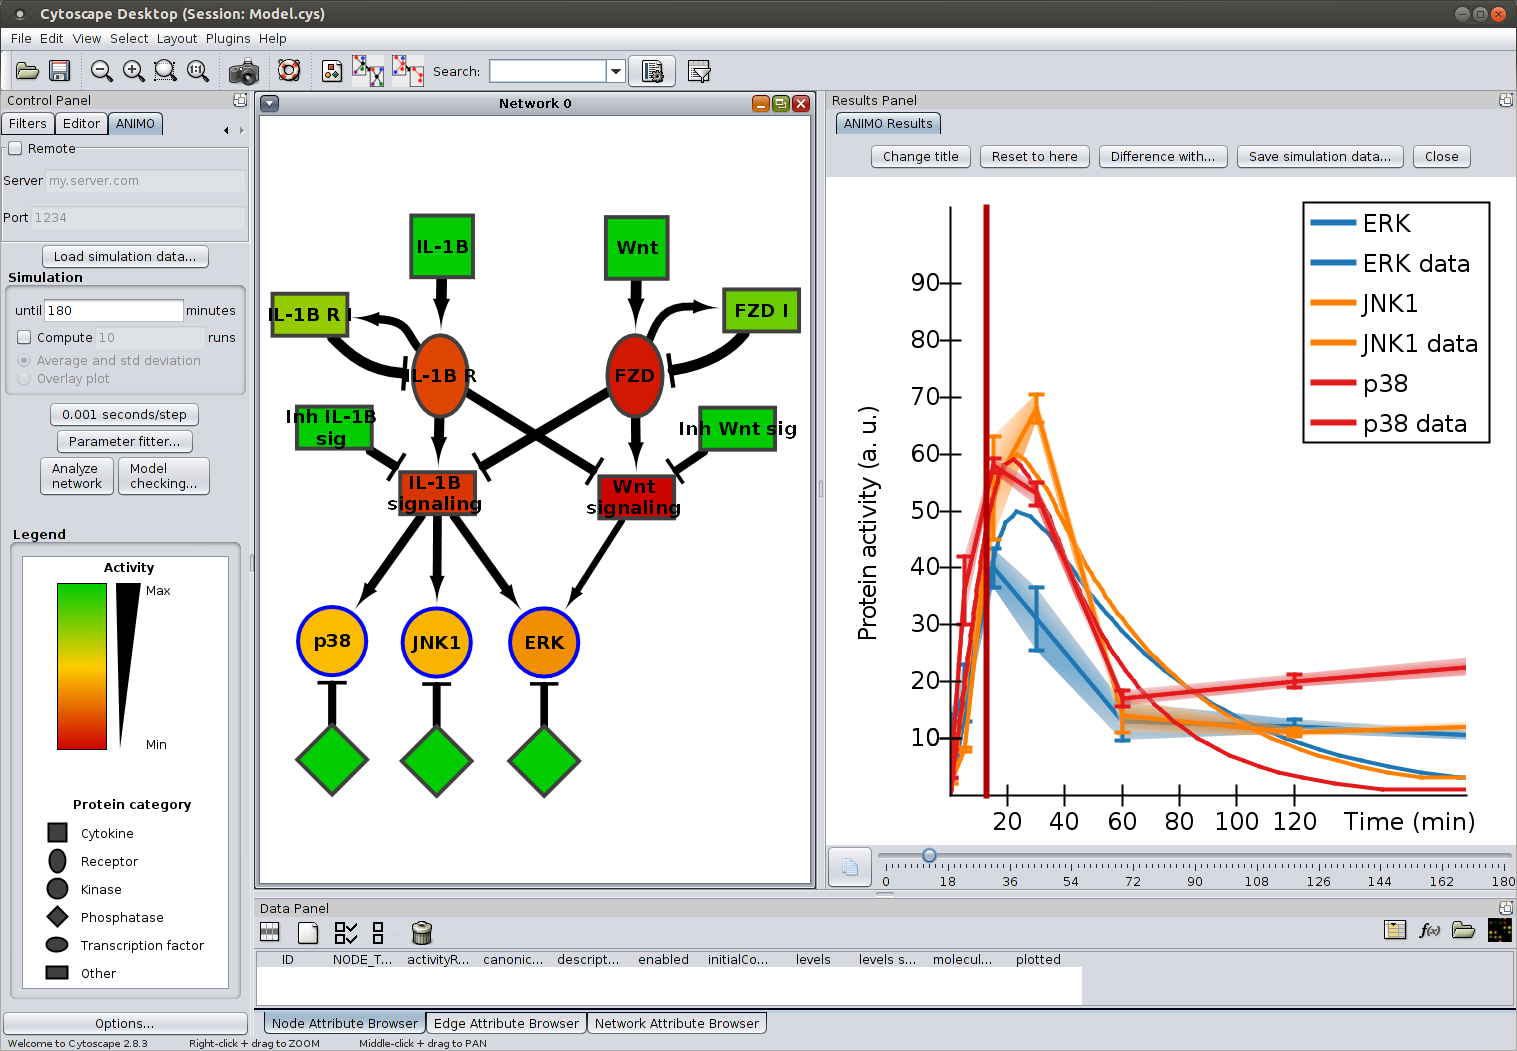 Cytoscape Desktop (Session: Model.cys)
File Edit View Select Layout Plugins Help
Search:
Control Panel
Filters Editor ANIMO
Remote
Server my.server.com
Port 1234
Load simulation data...
Simulation
until 180 minutes
Compute 10 runs
Average and std deviation
Overlay plot
0.001 seconds/step
Parameter fitter...
Analyze network
Model checking...
Legend
Activity
Max
Min
Protein category
Cytokine
Receptor
Kinase
Phosphatase
Transcription factor
Other
Options...
Network 0
IL-1B
Wnt
IL-1B R I
FZD I
IL-1B R
FZD
Inh IL-1B
sig
Inh Wnt sig
IL-1B
signaling
Wnt
signaling
p38
JNK1
ERK
Results Panel
ANIMO Results
Change title Reset to here Difference with... Save simulation data... Close
ERK
ERK data
JNK1
JNK1 data
p38
p38 data
Protein activity (a. u.)
90
80
70
60
50
40
30
20
10
20 40 60 80 100 120 Time (min)
0 18 36 54 72 90 108 126 144 162 180
Data Panel
f(x)
ID NODE_T... activityR... canonic... descript... enabled initialCo... levels levels s... molecul... plotted
Node Attribute Browser Edge Attribute Browser Network Attribute Browser
Welcome to Cytoscape 2.8.3 Right-click + drag to ZOOM Middle-click + drag to PAN